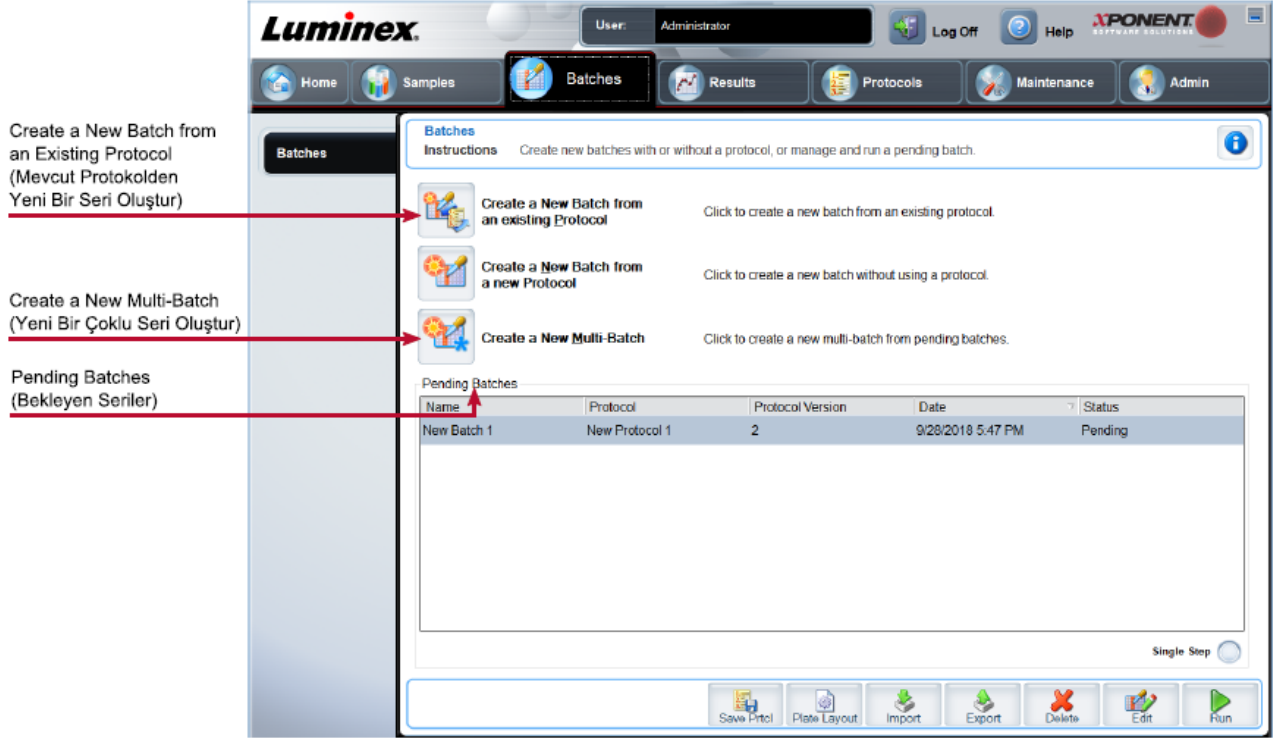 Luminex.
User: Administrator
Log Off
Help
XPONENT.
SOFTWARE SOLUTIONS
Home
Samples
Batches
Results
Protocols
Maintenance
Admin
Create a New Batch from
an Existing Protocol
(Mevcut Protokolden
Yeni Bir Seri Oluştur)
Create a New Multi-Batch
(Yeni Bir Çoklu Seri Oluştur)
Pending Batches
(Bekleyen Seriler)
Batches
Batches
Instructions Create new batches with or without a protocol, or manage and run a pending batch.
Create a New Batch from
an existing Protocol
Click to create a new batch from an existing protocol.
Create a New Batch from
a new Protocol
Click to create a new batch without using a protocol.
Create a New Multi-Batch
Click to create a new multi-batch from pending batches.
Pending Batches
Name Protocol Protocol Version Date Status
New Batch 1 New Protocol 1 2 9/28/2018 5:47 PM Pending
Single Step
Save Prtcl Plate Layout Import Export Delete Edit Run